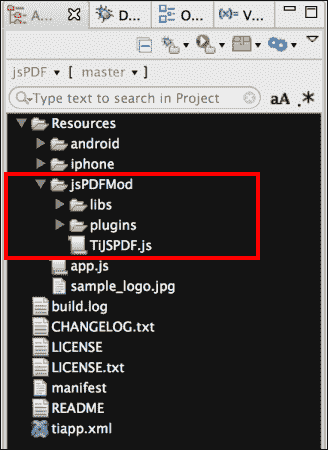 A...
D...
O...
V...
jsPDF ▾ [ master ▾ ]
Type text to search in Project
aA .*
Resources
android
iphone
jsPDFMod
libs
plugins
TiJSPDF.js
app.js
sample_logo.jpg
build.log
CHANGELOG.txt
LICENSE
LICENSE.txt
manifest
README
tiapp.xml